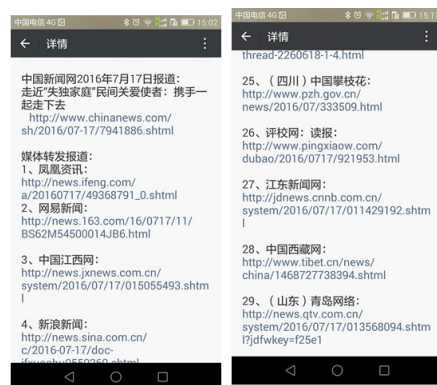 中国电信 4G 15:02
详情
中国新闻网2016年7月17日报道：
走近“失独家庭”民间关爱使者：携手一
起走下去
http://www.chinanews.com/
sh/2016/07-17/7941886.shtml
媒体转发报道：
1、凤凰资讯：
http://news.ifeng.com/
a/20160717/49368791_0.shtml
2、网易新闻：
http://news.163.com/16/0717/11/
BS62M54500014JB6.html
3、中国江西网：
http://news.jxnews.com.cn/
system/2016/07/17/015055493.shtm
l
4、新浪新闻：
http://news.sina.com.cn/
c/2016-07-17/doc-
中国电信 4G
详情
thread-2260618-1-4.html
25、（四川）中国攀枝花：
http://www.pzh.gov.cn/
news/2016/07/333509.html
26、评校网：读报：
http://www.pingxiaow.com/
dubao/2016/0717/921953.html
27、江东新闻网：
http://jdnews.cnnb.com.cn/
system/2016/07/17/011429192.shtm
l
28、中国西藏网：
http://www.tibet.cn/news/
china/1468727738394.shtml
29、（山东）青岛网络：
http://news.qtv.com.cn/
system/2016/07/17/013568094.shtm
l?jdfwkey=f25e1